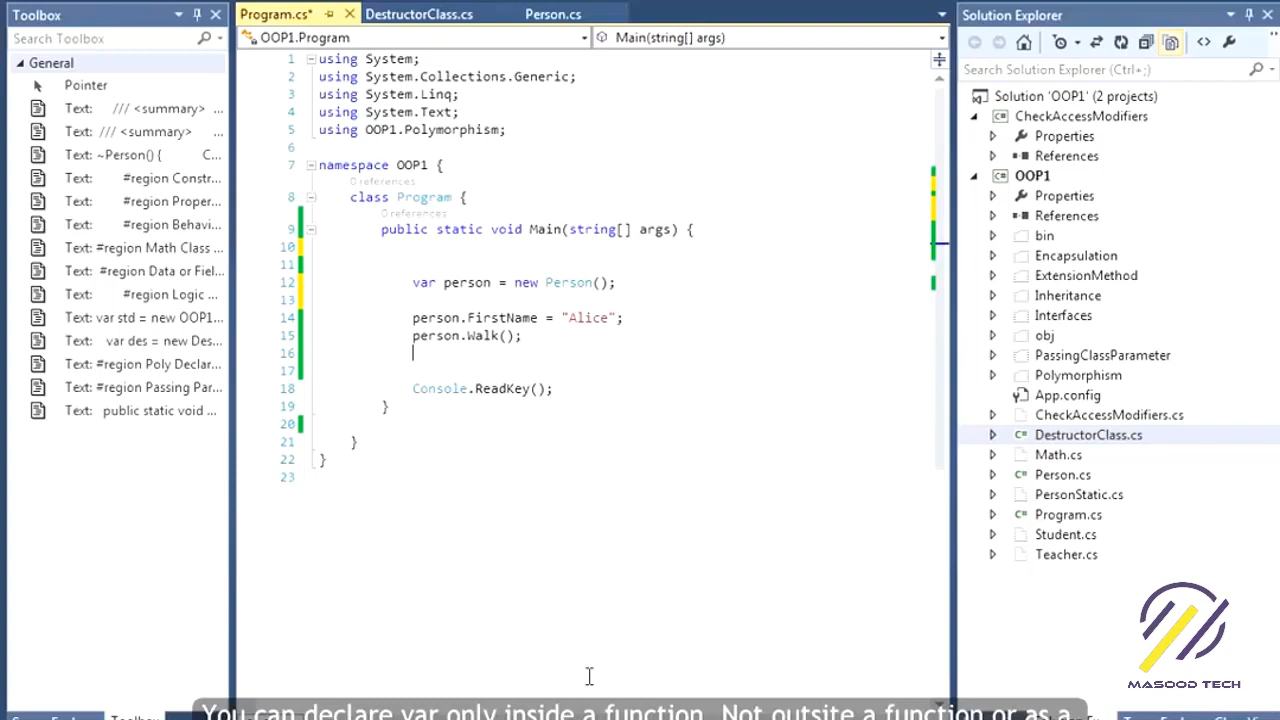 Toolbox
Search Toolbox
General
Pointer
Text: /// <summary> ...
Text: /// <summary> ...
Text: ~Person() { C...
Text: #region Constr...
Text: #region Proper...
Text: #region Behavi...
Text: #region Math Class ...
Text: #region Data or Fiel...
Text: #region Logic ...
Text: var std = new OOP1...
Text: var des = new Des...
Text: #region Poly Declar...
Text: #region Passing Par...
Text: public static void ...
Toolbox
Program.cs*
DestructorClass.cs
Person.cs
OOP1.Program
Main(string[] args)
1 using System;
2 using System.Collections.Generic;
3 using System.Linq;
4 using System.Text;
5 using OOP1.Polymorphism;
6
7 namespace OOP1 {
0 references
8 class Program {
0 references
9 public static void Main(string[] args) {
10
11
12 var person = new Person();
13
14 person.FirstName = "Alice";
15 person.Walk();
16
17
18 Console.ReadKey();
19 }
20
21 }
22 }
23
Solution Explorer
Search Solution Explorer (Ctrl+;)
Solution 'OOP1' (2 projects)
CheckAccessModifiers
Properties
References
OOP1
Properties
References
bin
Encapsulation
ExtensionMethod
Inheritance
Interfaces
obj
PassingClassParameter
Polymorphism
App.config
CheckAccessModifiers.cs
DestructorClass.cs
Math.cs
Person.cs
PersonStatic.cs
Program.cs
Student.cs
Teacher.cs
MASOOD TECH
You can declare var only inside a function. Not outsite a function or as a